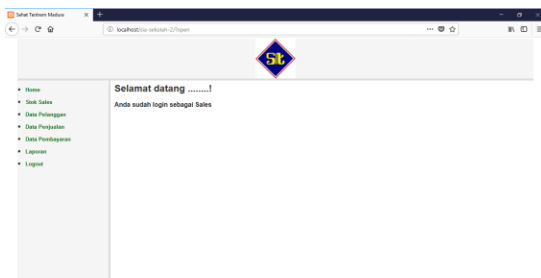 Sehat Tentrem Madura
localhost/sia-sekolah-2/?open
St
Selamat datang ........!
Anda sudah login sebagai Sales
Home
Stok Sales
Data Pelanggan
Data Penjualan
Data Pembayaran
Laporan
Logout